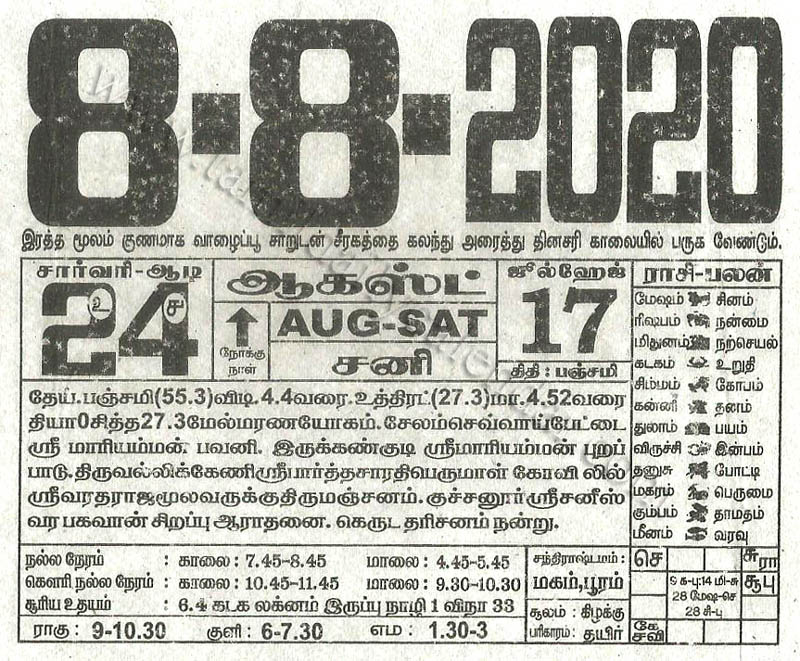 8-8-2020
இரத்த மூலம் குணமாக வாழைப்பூ சாறுடன் சீரகத்தை கலந்து அரைத்து தினசரி காலையில் பருக வேண்டும்.
சார்வரி-ஆடி
24
உ ச
ஆகஸ்ட்
AUG-SAT
சனி
நோக்கு
நாள்
ஜூல்ஹேஜ்
17
திதி : பஞ்சமி
தேய். பஞ்சமி(55.3)விடி.4.4வரை.உத்திரட்(27.3)மா.4.52வரை
தியா0சித்த27.3மேல்மரணயோகம்.சேலம்செவ்வாய்பேட்டை
ஸ்ரீ மாரியம்மன். பவனி. இருக்கண்குடி ஸ்ரீமாரியம்மன் புறப்
பாடு.திருவல்லிக்கேணிஸ்ரீபார்த்தசாரதிபெருமாள் கோவி லில்
ஸ்ரீவரதராஜமூலவருக்குதிருமஞ்சனம்.குச்சனூர்ஸ்ரீசனீஸ்
வர பகவான் சிறப்பு ஆராதனை. கெருட தரிசனம் நன்று.
ராசி-பலன்
மேஷம் சினம்
ரிஷபம் நன்மை
மிதுனம் நற்செயல்
கடகம் உறுதி
சிம்மம் கோபம்
கன்னி தனம்
துலாம் பயம்
விருச்சி இன்பம்
தனுசு போட்டி
மகரம் பெருமை
கும்பம் தாமதம்
மீனம் வரவு
நல்ல நேரம் : காலை : 7.45-8.45 மாலை : 4.45-5.45
கௌரி நல்ல நேரம் : காலை : 10.45-11.45 மாலை : 9.30-10.30
சூரிய உதயம் : 6.4 கடக லக்னம் இருப்பு நாழி 1 விநா 33
ராகு : 9-10.30 குளி : 6-7.30 எம : 1.30-3
சந்திராஷ்டமம் :
மகம்,பூரம்
சூலம் : கிழக்கு
பரிகாரம் : தயிர்
செ சு ரா
சூபு
9 க-பு:14 மி-சு
28 மேஷ-செ
28 சி-பு
கே
சவி